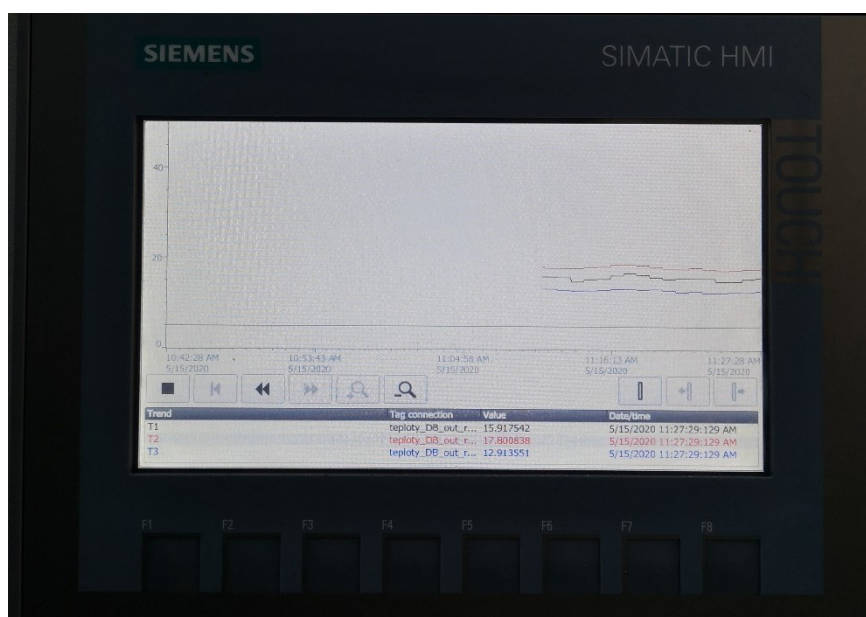 SIEMENS
SIMATIC HMI
TOUCH
40
20
0
10:42:28 AM 10:53:43 AM 11:04:58 AM 11:16:13 AM 11:27:28 AM
5/15/2020 5/15/2020 5/15/2020 5/15/2020 5/15/2020
Trend Tag connection Value Date/time
T1 teploty_DB_out_r... 15.917542 5/15/2020 11:27:29:129 AM
T2 teploty_DB_out_r... 17.800838 5/15/2020 11:27:29:129 AM
T3 teploty_DB_out_r... 12.913551 5/15/2020 11:27:29:129 AM
F1 F2 F3 F4 F5 F6 F7 F8